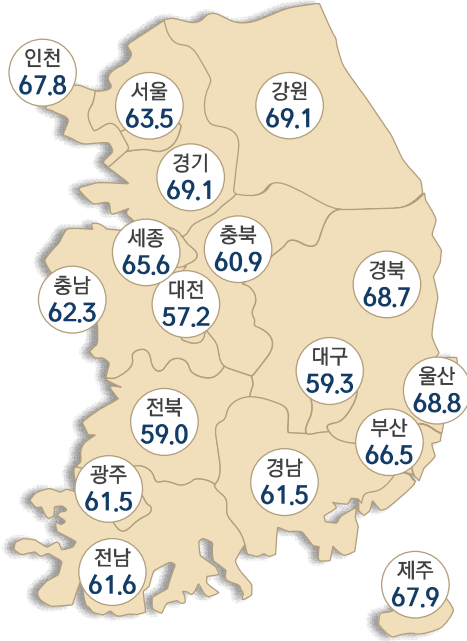 인천
67.8
서울
63.5
강원
69.1
경기
69.1
세종
65.6
충북
60.9
충남
62.3
대전
57.2
경북
68.7
대구
59.3
울산
68.8
전북
59.0
부산
66.5
광주
61.5
경남
61.5
전남
61.6
제주
67.9